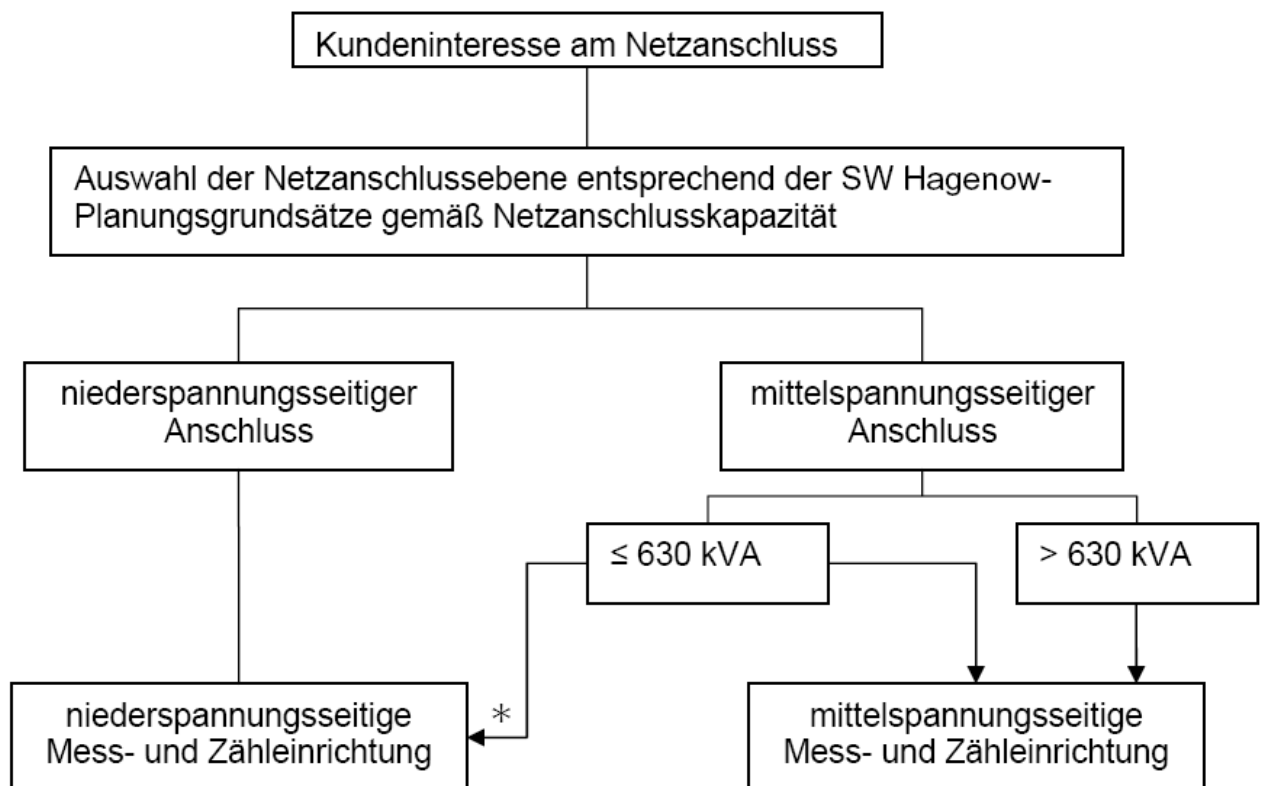 Kundeninteresse am Netzanschluss
Auswahl der Netzanschlussebene entsprechend der SW Hagenow-
Planungsgrundsätze gemäß Netzanschlusskapazität
niederspannungsseitiger
Anschluss
mittelspannungsseitiger
Anschluss
≤ 630 kVA
> 630 kVA
*
niederspannungsseitige
Mess- und Zähleinrichtung
mittelspannungsseitige
Mess- und Zähleinrichtung